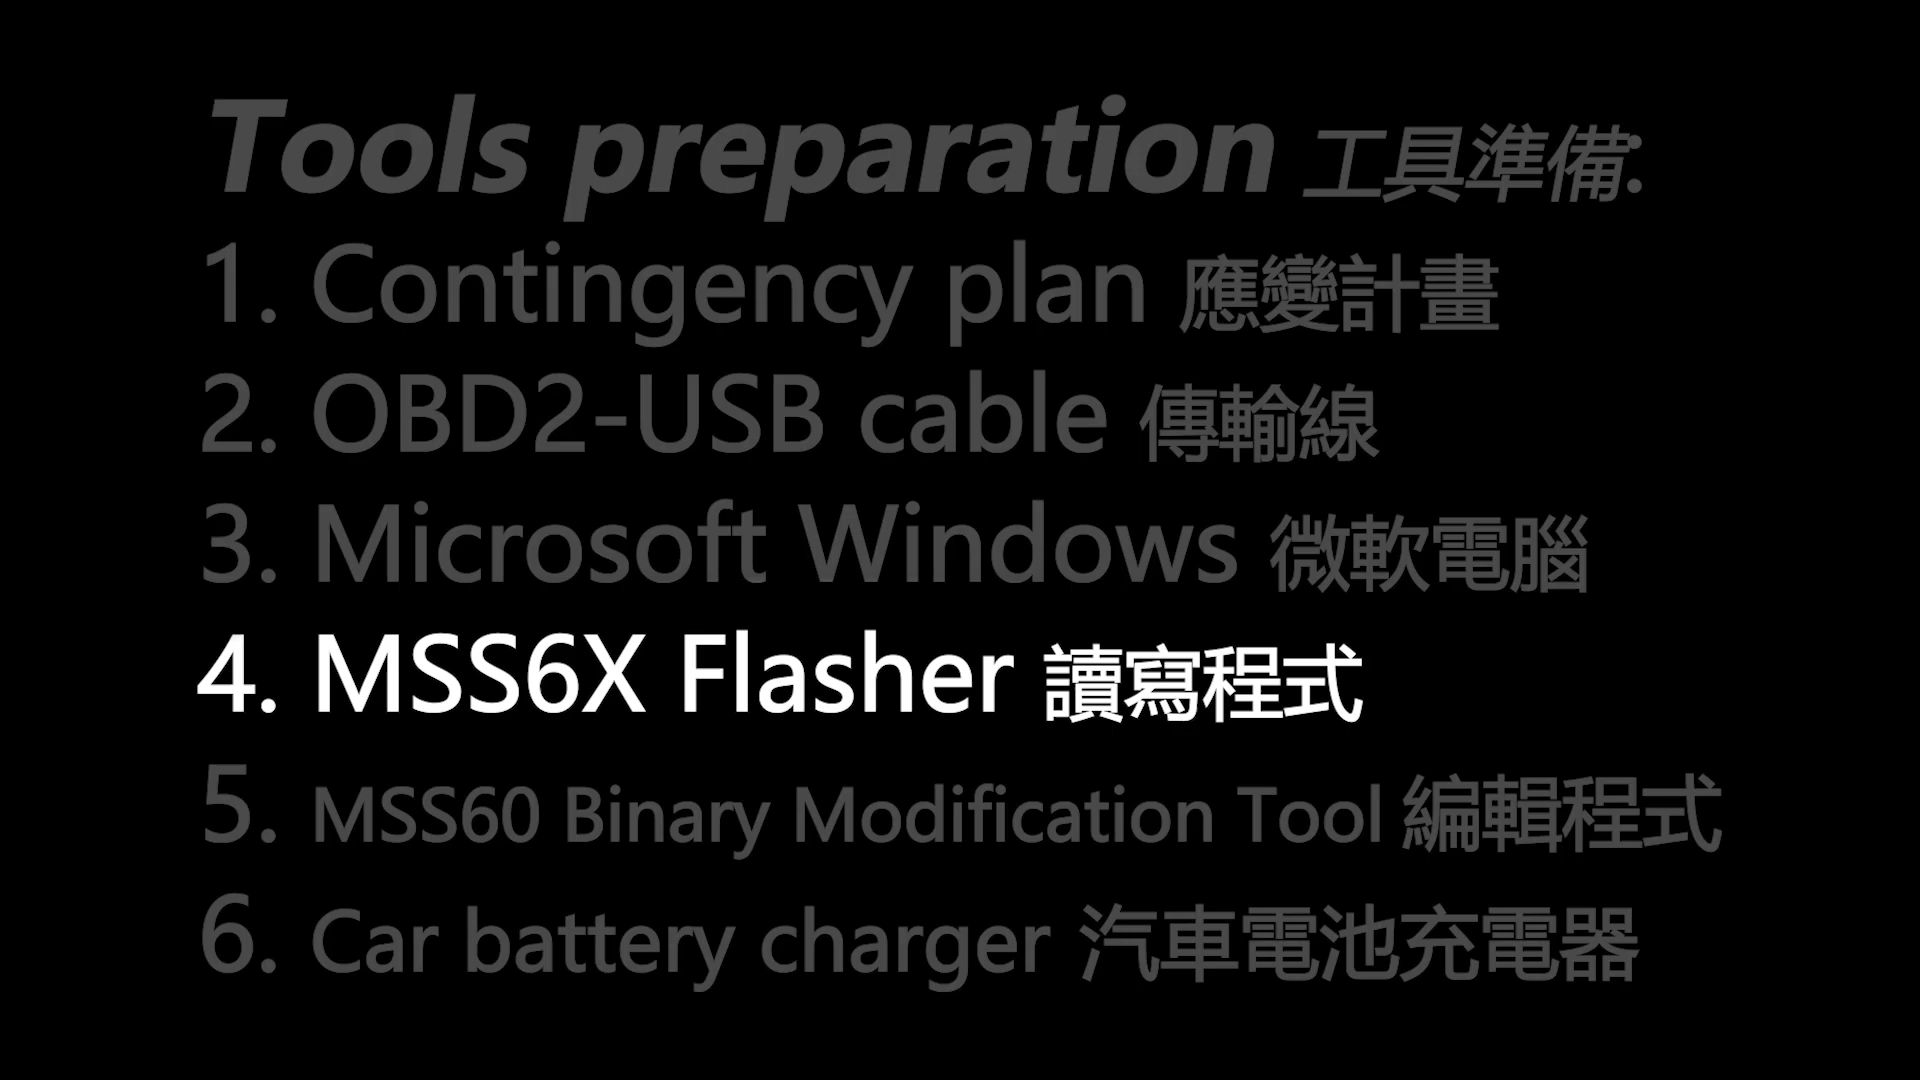 Tools preparation 工具準備:
1. Contingency plan 應變計畫
2. OBD2-USB cable 傳輸線
3. Microsoft Windows 微軟電腦
4. MSS6X Flasher 讀寫程式
5. MSS60 Binary Modification Tool 編輯程式
6. Car battery charger 汽車電池充電器